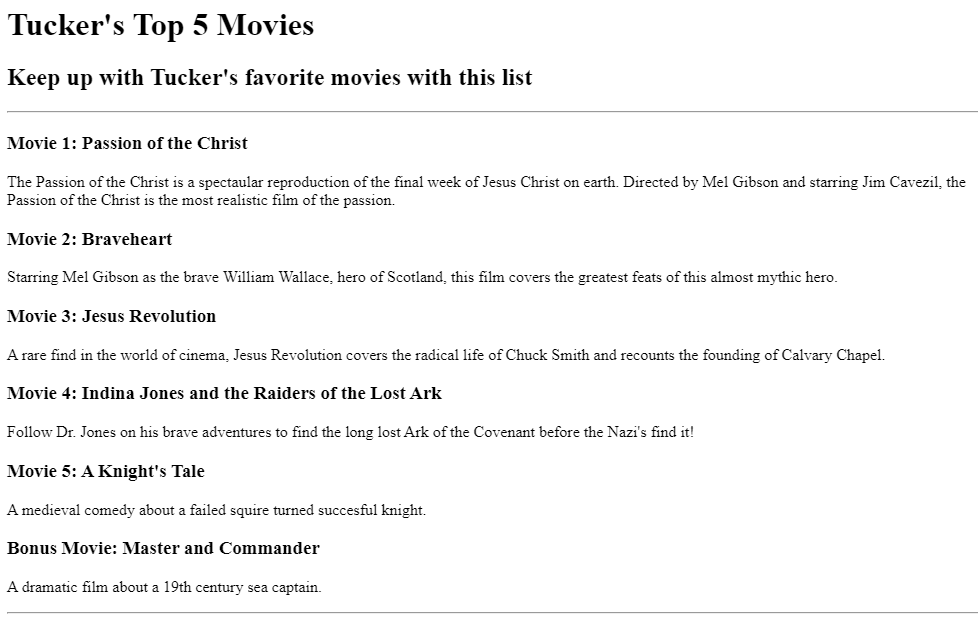 Tucker's Top 5 Movies
Keep up with Tucker's favorite movies with this list
Movie 1: Passion of the Christ
The Passion of the Christ is a spectaular reproduction of the final week of Jesus Christ on earth. Directed by Mel Gibson and starring Jim Cavezil, the
Passion of the Christ is the most realistic film of the passion.
Movie 2: Braveheart
Starring Mel Gibson as the brave William Wallace, hero of Scotland, this film covers the greatest feats of this almost mythic hero.
Movie 3: Jesus Revolution
A rare find in the world of cinema, Jesus Revolution covers the radical life of Chuck Smith and recounts the founding of Calvary Chapel.
Movie 4: Indina Jones and the Raiders of the Lost Ark
Follow Dr. Jones on his brave adventures to find the long lost Ark of the Covenant before the Nazi's find it!
Movie 5: A Knight's Tale
A medieval comedy about a failed squire turned succesful knight.
Bonus Movie: Master and Commander
A dramatic film about a 19th century sea captain.